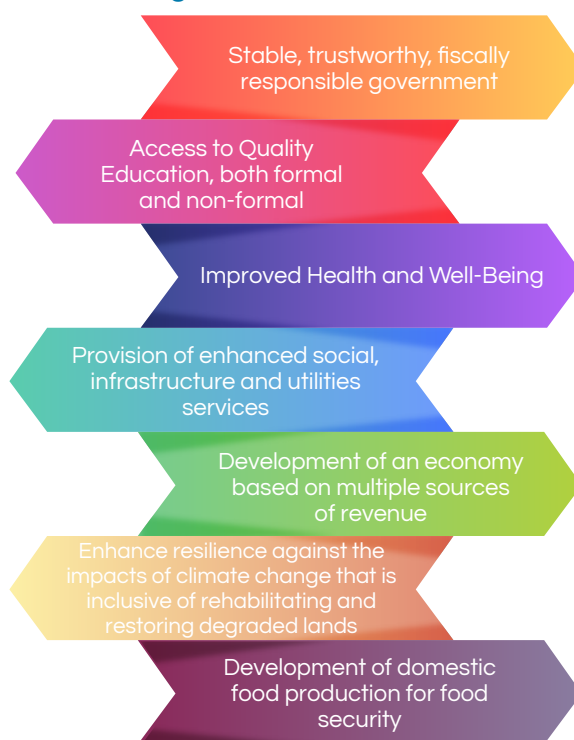 Stable, trustworthy, fiscally
responsible government
Access to Quality
Education, both formal
and non-formal
Improved Health and Well-Being
Provision of enhanced social,
infrastructure and utilities
services
Development of an economy
based on multiple sources
of revenue
Enhance resilience against the
impacts of climate change that is
inclusive of rehabilitating and
restoring degraded lands
Development of domestic
food production for food
security